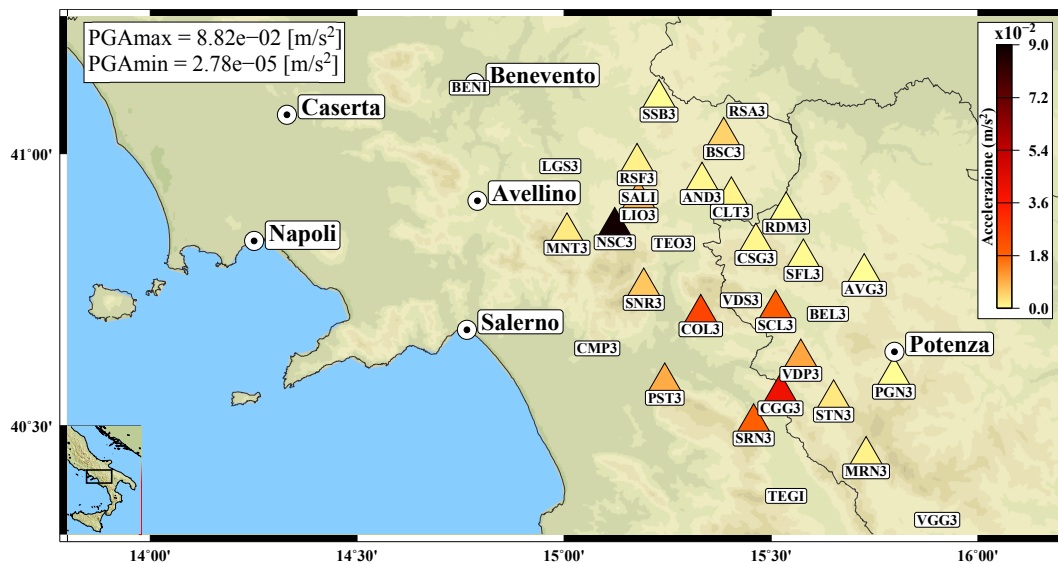 PGAmax = 8.82e−02 [m/s²]
PGAmin = 2.78e−05 [m/s²]
x10⁻²
9.0
7.2
5.4
3.6
1.8
0.0
Accelerazione (m/s²)
Benevento
BENI
Caserta
SSB3
RSA3
BSC3
41°00'
LGS3
RSF3
Avellino
SALI
AND3
CLT3
LIO3
RDM3
Napoli
MNT3
NSC3
TEO3
CSG3
SFL3
AVG3
SNR3
VDS3
BEL3
Salerno
COL3
SCL3
CMP3
Potenza
VDP3
PST3
CGG3
STN3
PGN3
40°30'
SRN3
MRN3
TEGI
VGG3
14°00'
14°30'
15°00'
15°30'
16°00'